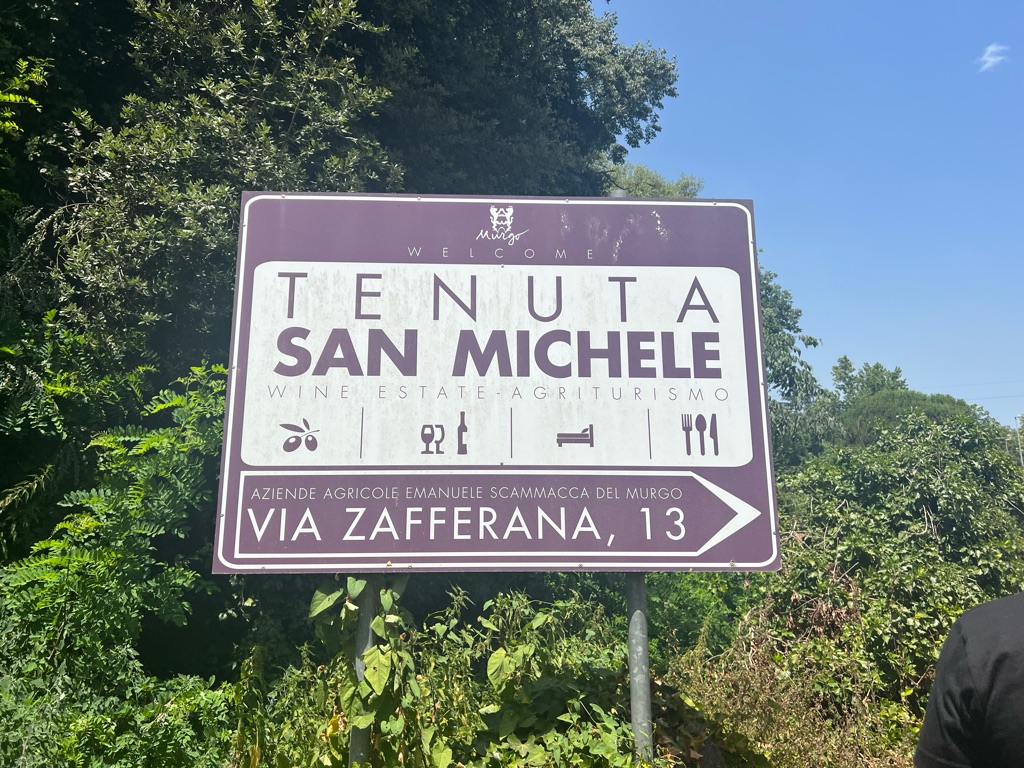 Murgo
WELCOME
TENUTA
SAN MICHELE
WINE ESTATE-AGRITURISMO
AZIENDE AGRICOLE EMANUELE SCAMMACCA DEL MURGO
VIA ZAFFERANA, 13